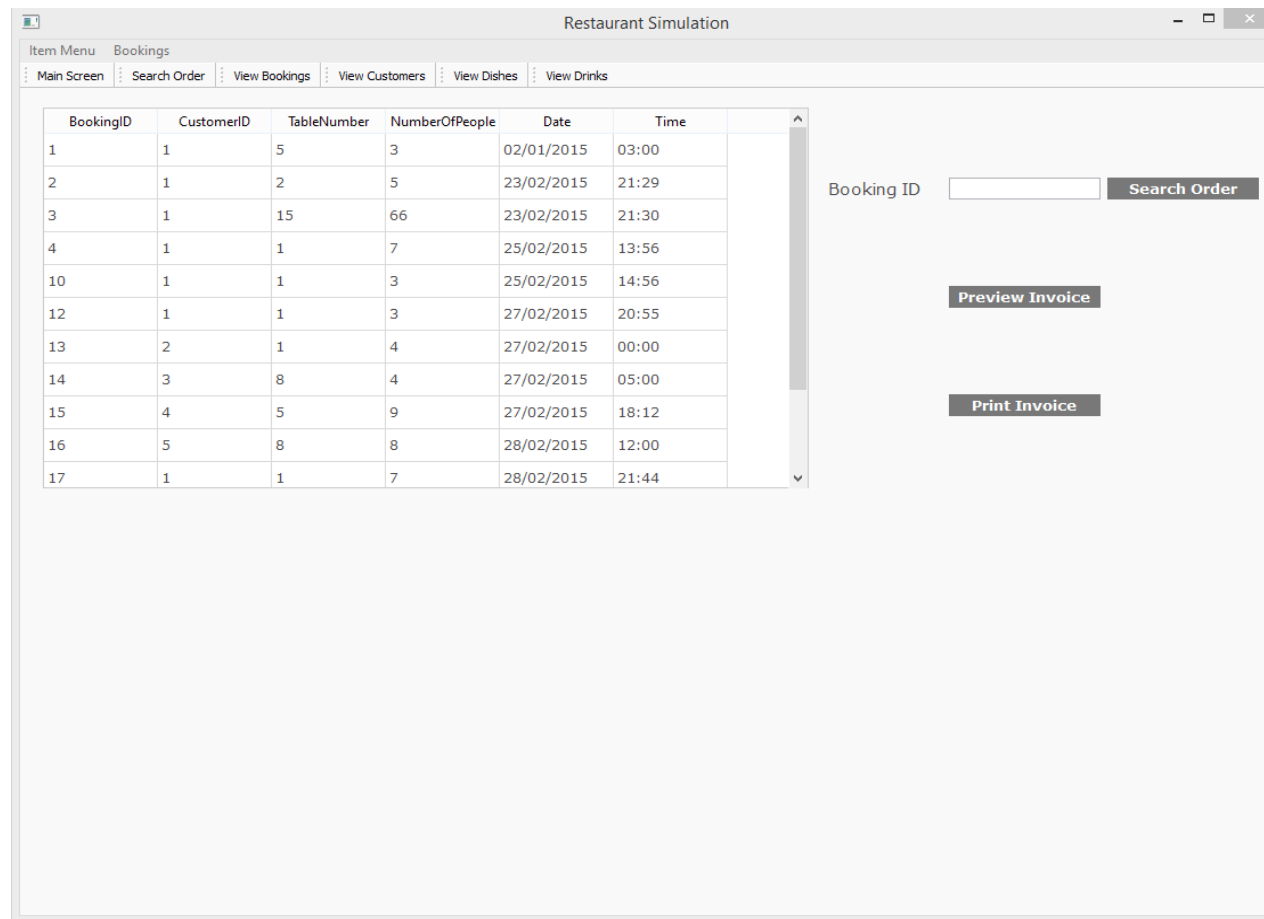 Restaurant Simulation
Item Menu Bookings
Main Screen Search Order View Bookings View Customers View Dishes View Drinks
BookingID CustomerID TableNumber NumberOfPeople Date Time
1 1 5 3 02/01/2015 03:00
2 1 2 5 23/02/2015 21:29
3 1 15 66 23/02/2015 21:30
4 1 1 7 25/02/2015 13:56
10 1 1 3 25/02/2015 14:56
12 1 1 3 27/02/2015 20:55
13 2 1 4 27/02/2015 00:00
14 3 8 4 27/02/2015 05:00
15 4 5 9 27/02/2015 18:12
16 5 8 8 28/02/2015 12:00
17 1 1 7 28/02/2015 21:44
Booking ID Search Order
Preview Invoice
Print Invoice